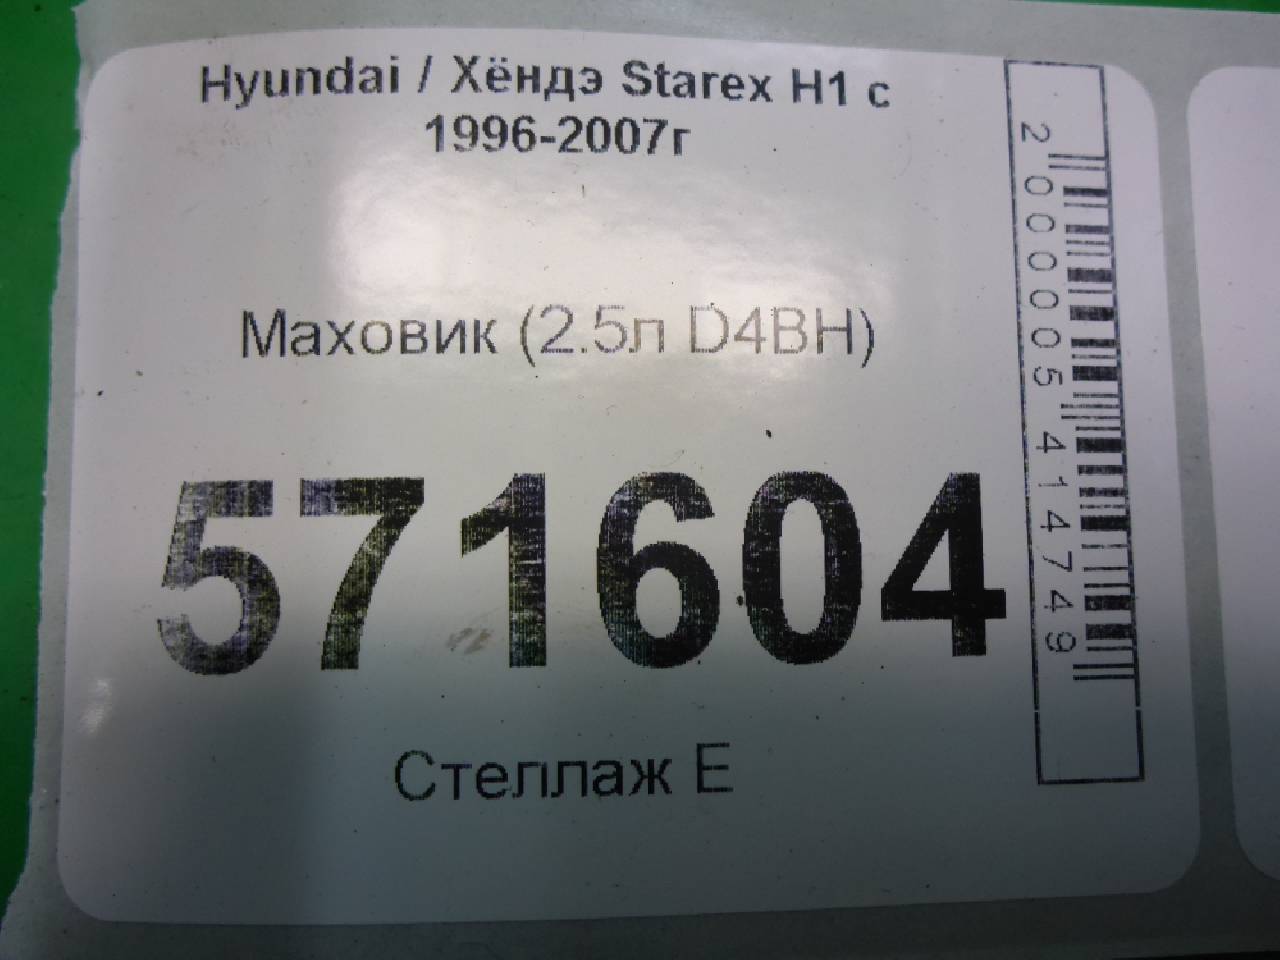 Hyundai / Хёндэ Starex H1 с
1996-2007г
Маховик (2.5л D4BH)
571604
Стеллаж Е
2000005414749